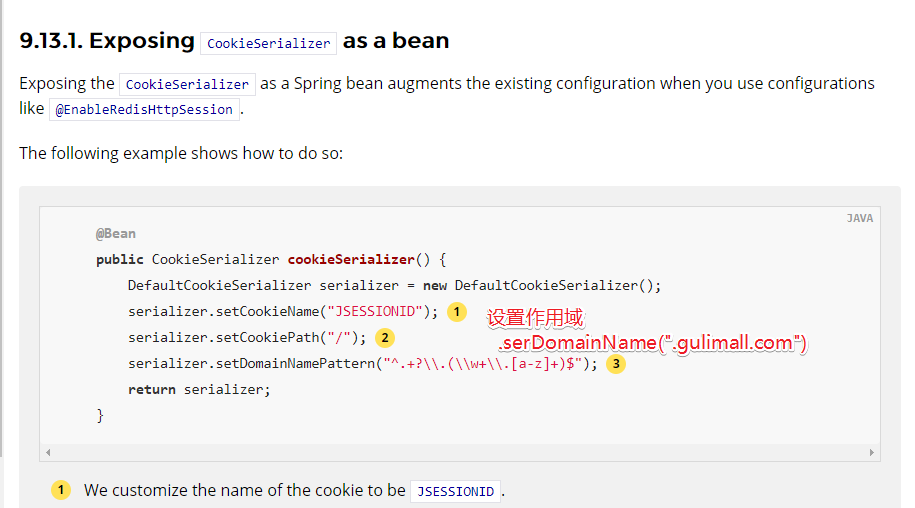 9.13.1. Exposing CookieSerializer as a bean
Exposing the CookieSerializer as a Spring bean augments the existing configuration when you use configurations
like @EnableRedisHttpSession.
The following example shows how to do so:
JAVA
@Bean
public CookieSerializer cookieSerializer() {
DefaultCookieSerializer serializer = new DefaultCookieSerializer();
serializer.setCookieName("JSESSIONID"); 1
设置作用域
serializer.setCookiePath("/"); 2
.serDomainName(".gulimall.com")
serializer.setDomainNamePattern("^.+?\\.(\\w+\\.[a-z]+)$"); 3
return serializer;
}
1 We customize the name of the cookie to be JSESSIONID.